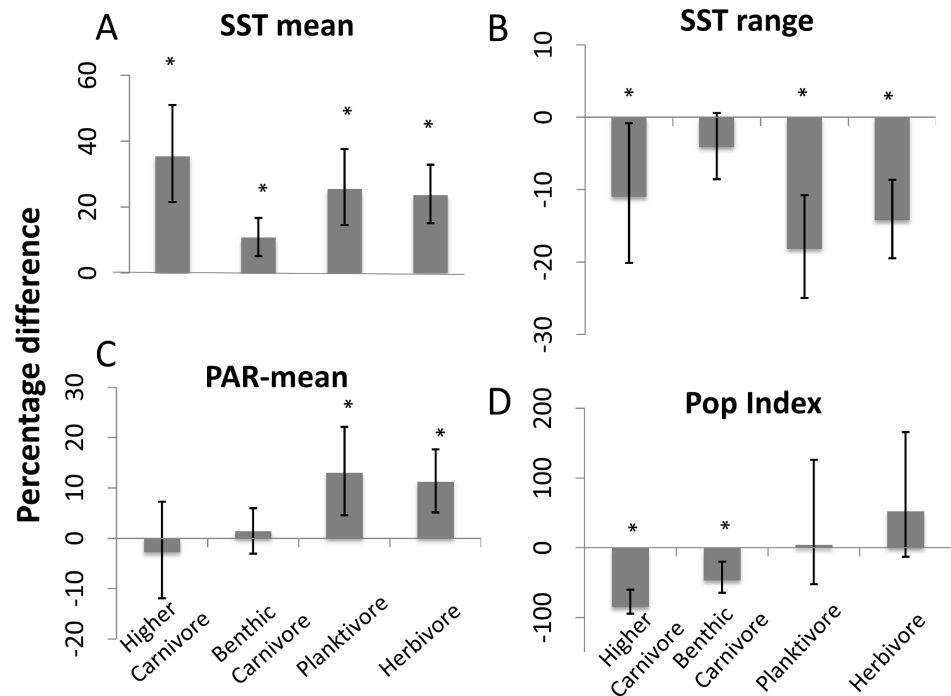 A
SST mean
60
40
20
0
*
*
*
*
B
SST range
10
0
-10
-20
-30
*
*
*
Percentage difference
C
PAR-mean
30
20
10
0
-10
-20
*
*
Higher
Carnivore
Benthic
Carnivore
Planktivore
Herbivore
D
Pop Index
200
100
0
-100
*
*
Higher
Carnivore
Benthic
Carnivore
Planktivore
Herbivore